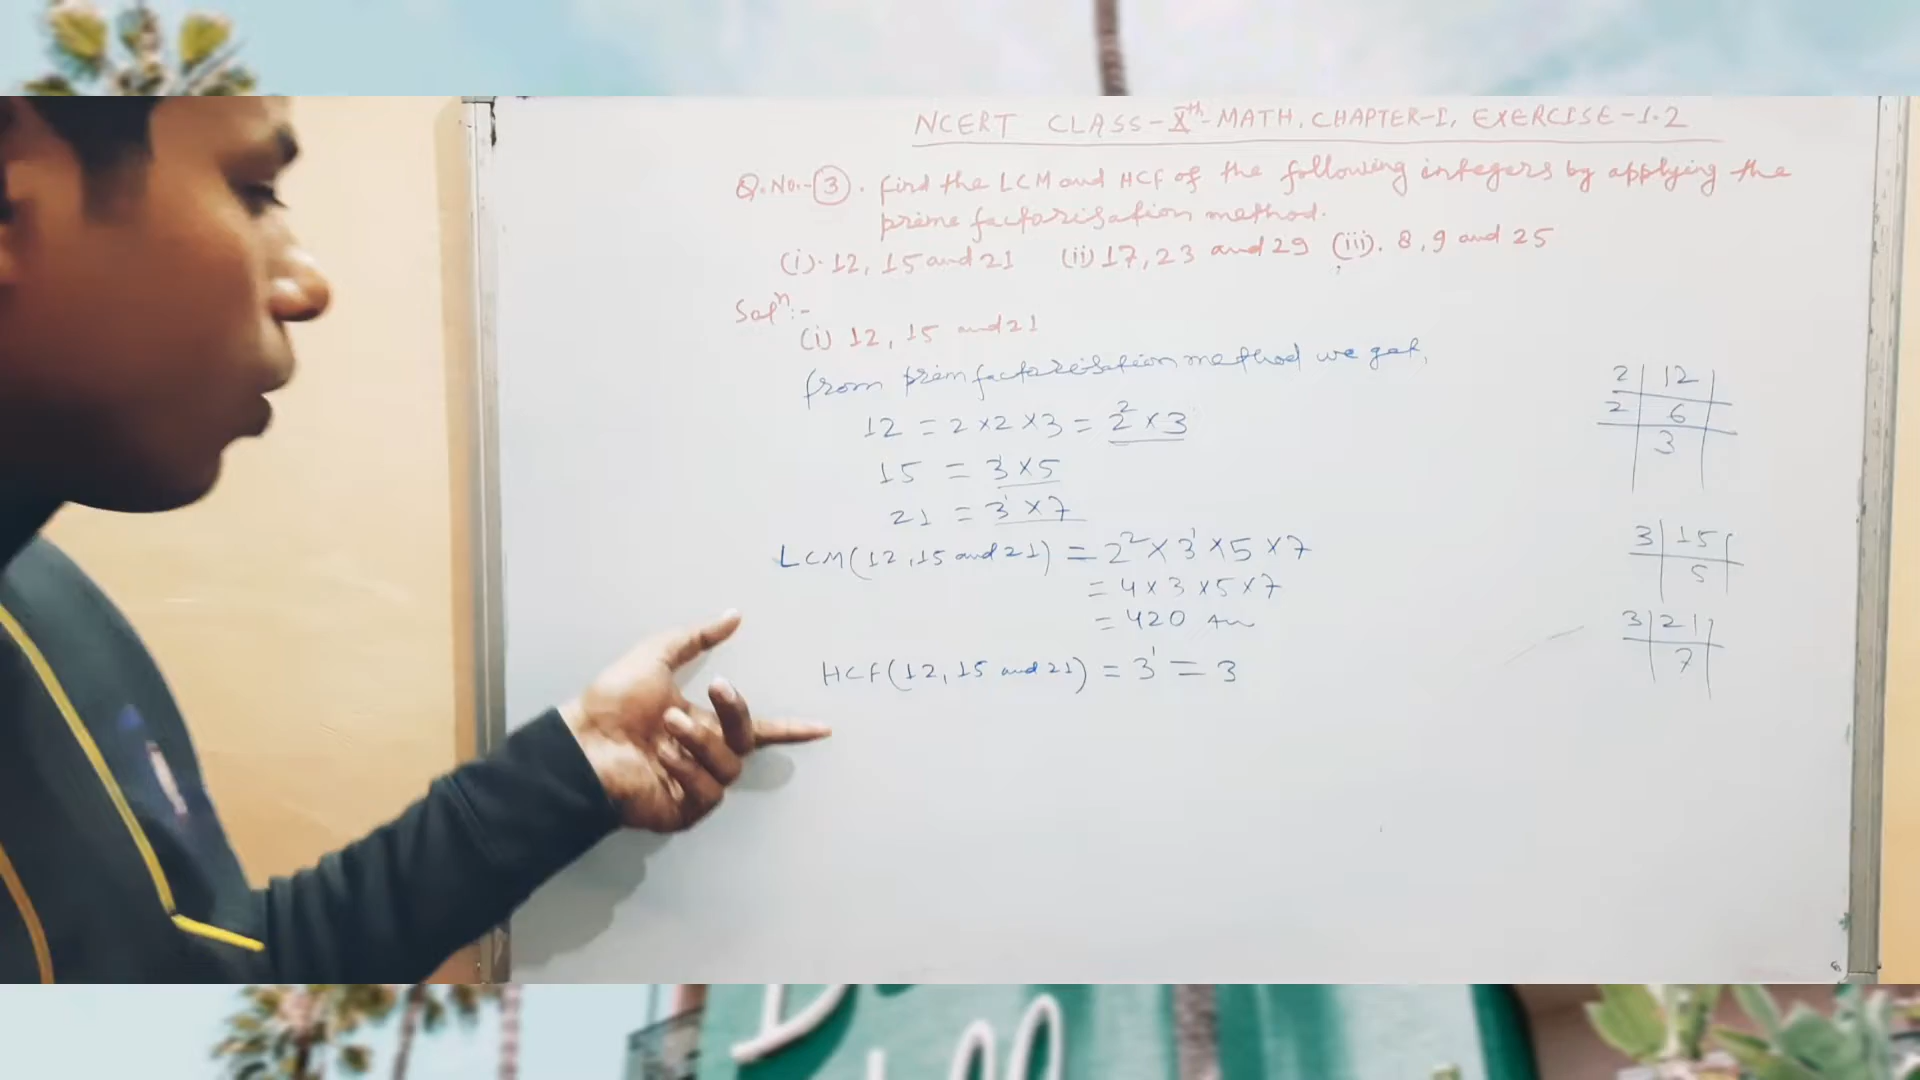 NCERT CLASS-Xth-MATH, CHAPTER-I, EXERCISE-1.2
Q.No.-(3). find the LCM and HCF of the following integers by applying the
prime factorisation method.
(i). 12, 15 and 21 (ii) 17, 23 and 29 (iii). 8, 9 and 25
Solⁿ:-
(i) 12, 15 and 21
from prim factorisation method we get,
12 = 2 × 2 × 3 = 2² × 3
15 = 3¹ × 5
21 = 3¹ × 7
LCM(12, 15 and 21) = 2² × 3¹ × 5 × 7
= 4 × 3 × 5 × 7
= 420 An
HCF(12, 15 and 21) = 3¹ = 3
2 | 12
2 | 6
3
3 | 15
5
3 | 21
7